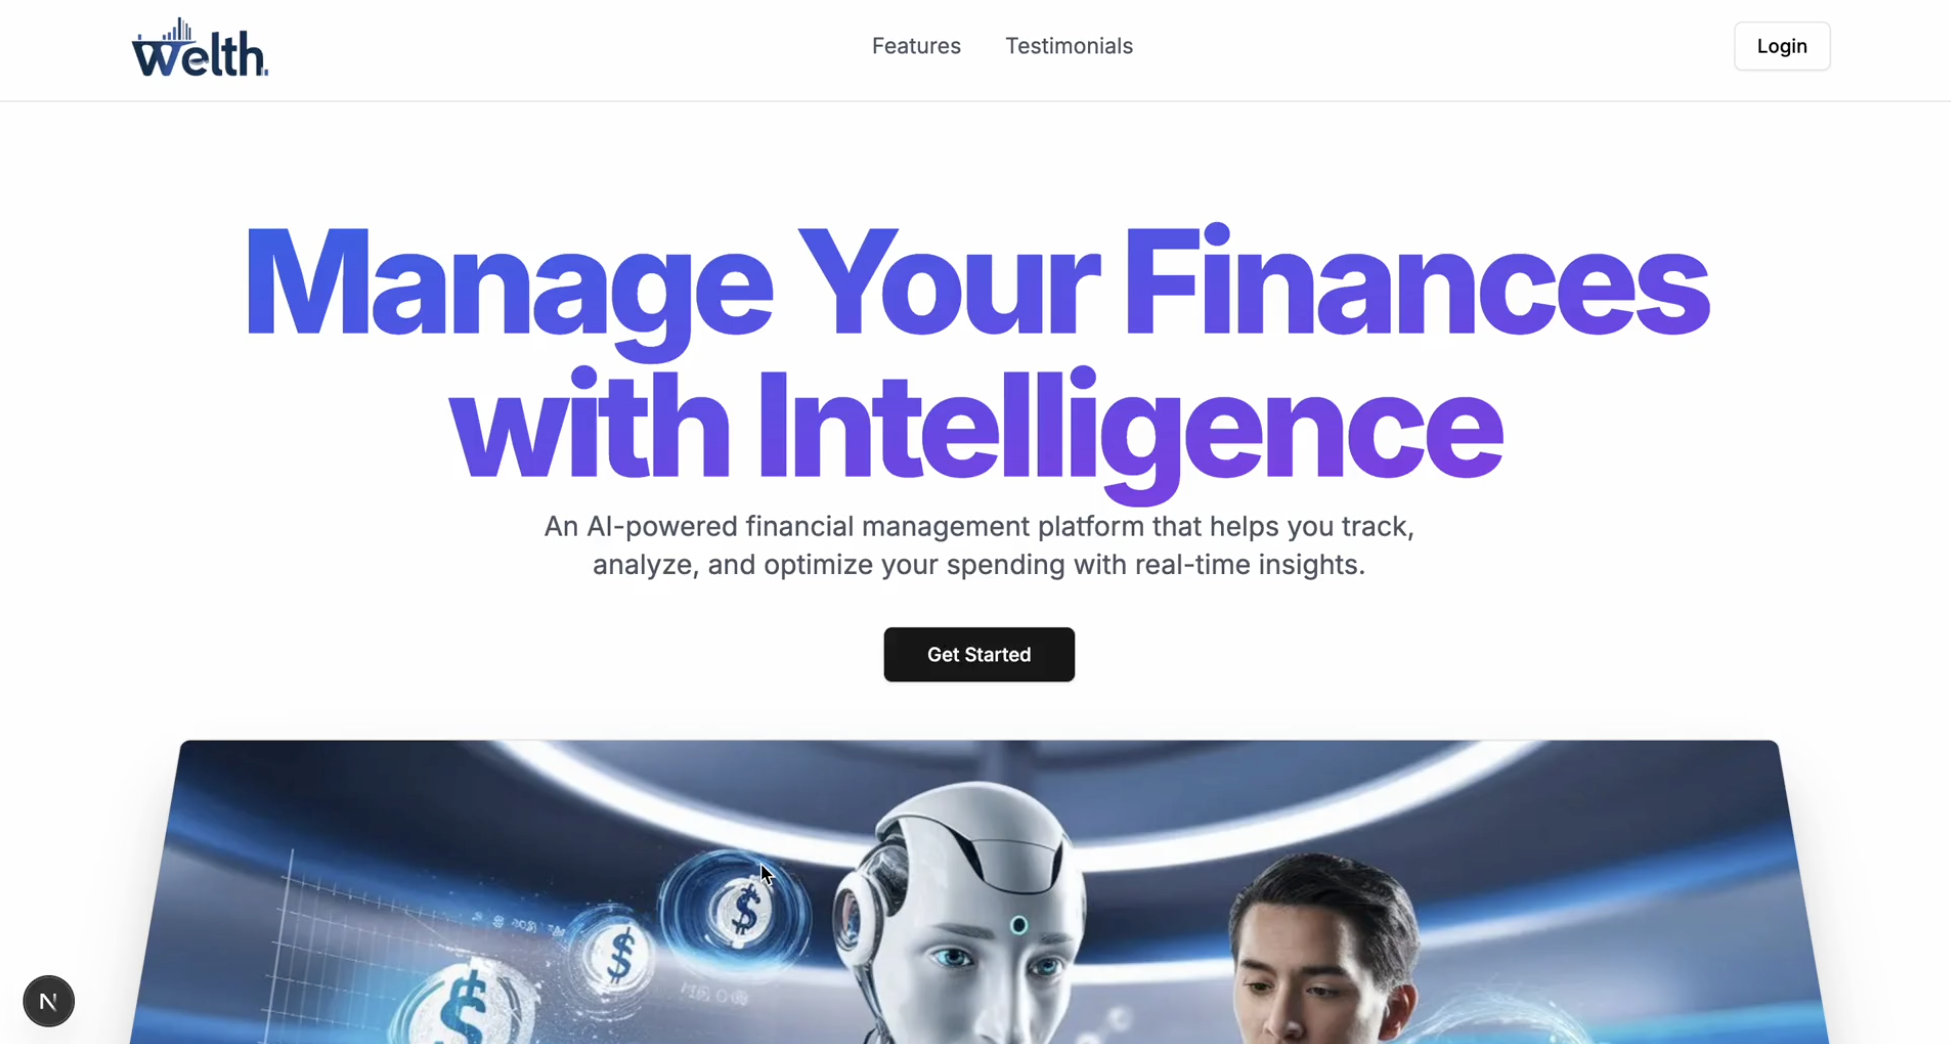 Welth.
Features
Testimonials
Login
Manage Your Finances
with Intelligence
An AI-powered financial management platform that helps you track,
analyze, and optimize your spending with real-time insights.
Get Started
$
$
$
N